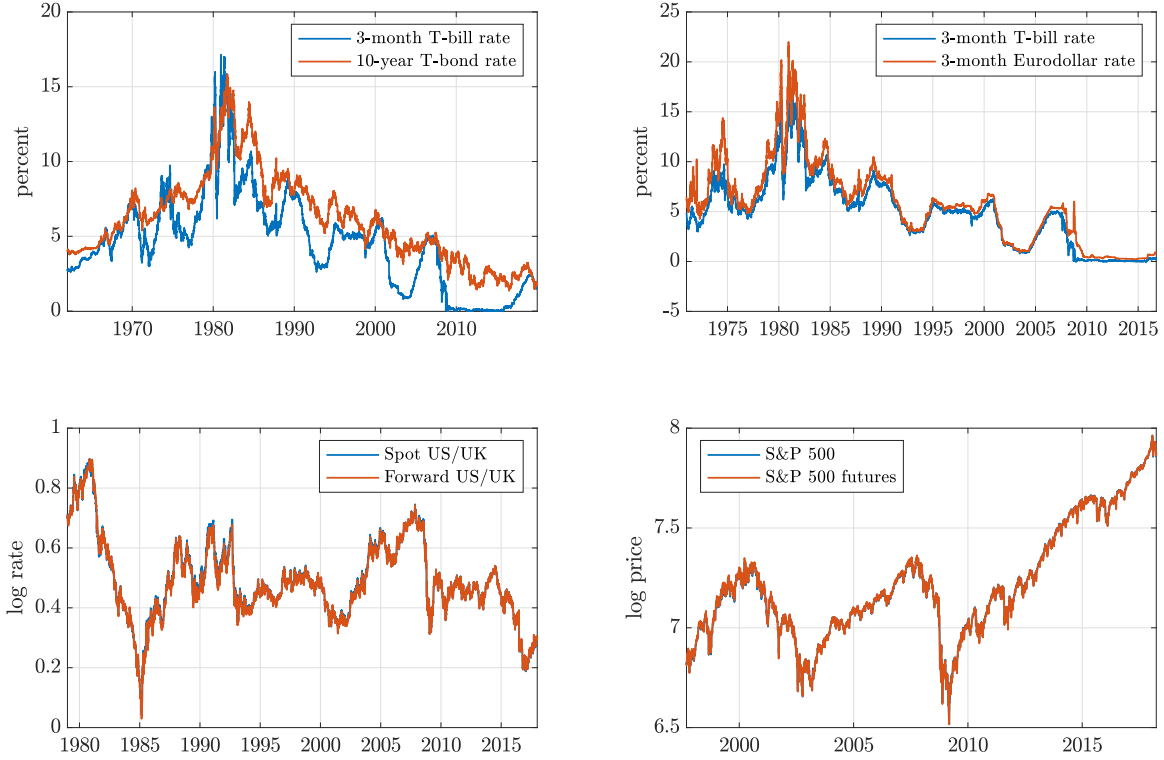 20
15
10
5
0
percent
3-month T-bill rate
10-year T-bond rate
1970 1980 1990 2000 2010
25
20
15
10
5
0
-5
percent
3-month T-bill rate
3-month Eurodollar rate
1975 1980 1985 1990 1995 2000 2005 2010 2015
1
0.8
0.6
0.4
0.2
0
log rate
Spot US/UK
Forward US/UK
1980 1985 1990 1995 2000 2005 2010 2015
8
7.5
7
6.5
log price
S&P 500
S&P 500 futures
2000 2005 2010 2015